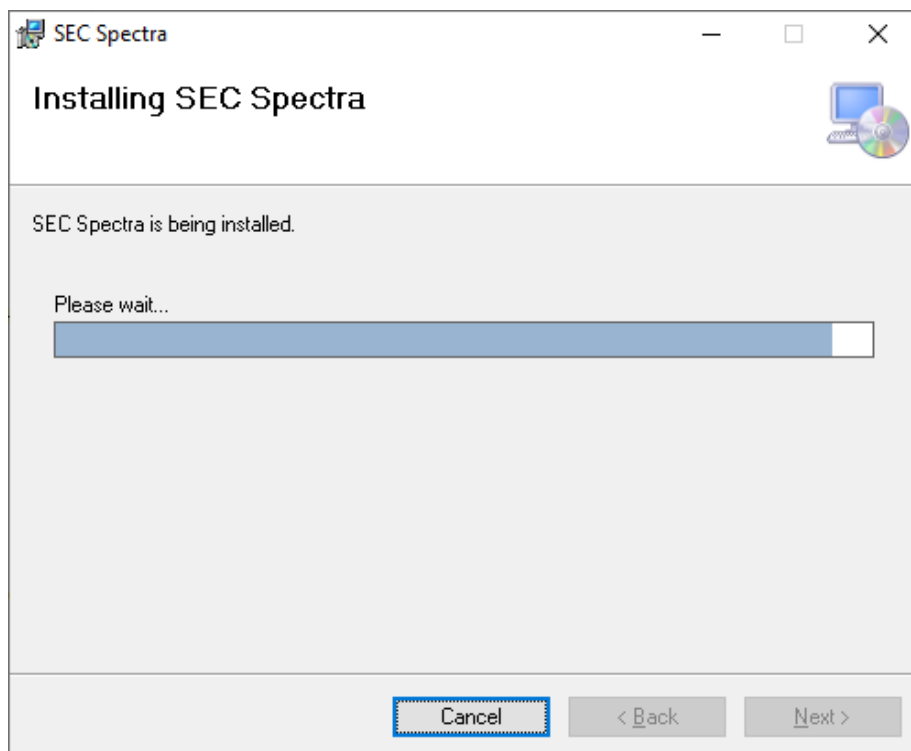 SEC Spectra
Installing SEC Spectra
SEC Spectra is being installed.
Please wait...
Cancel
< Back
Next >